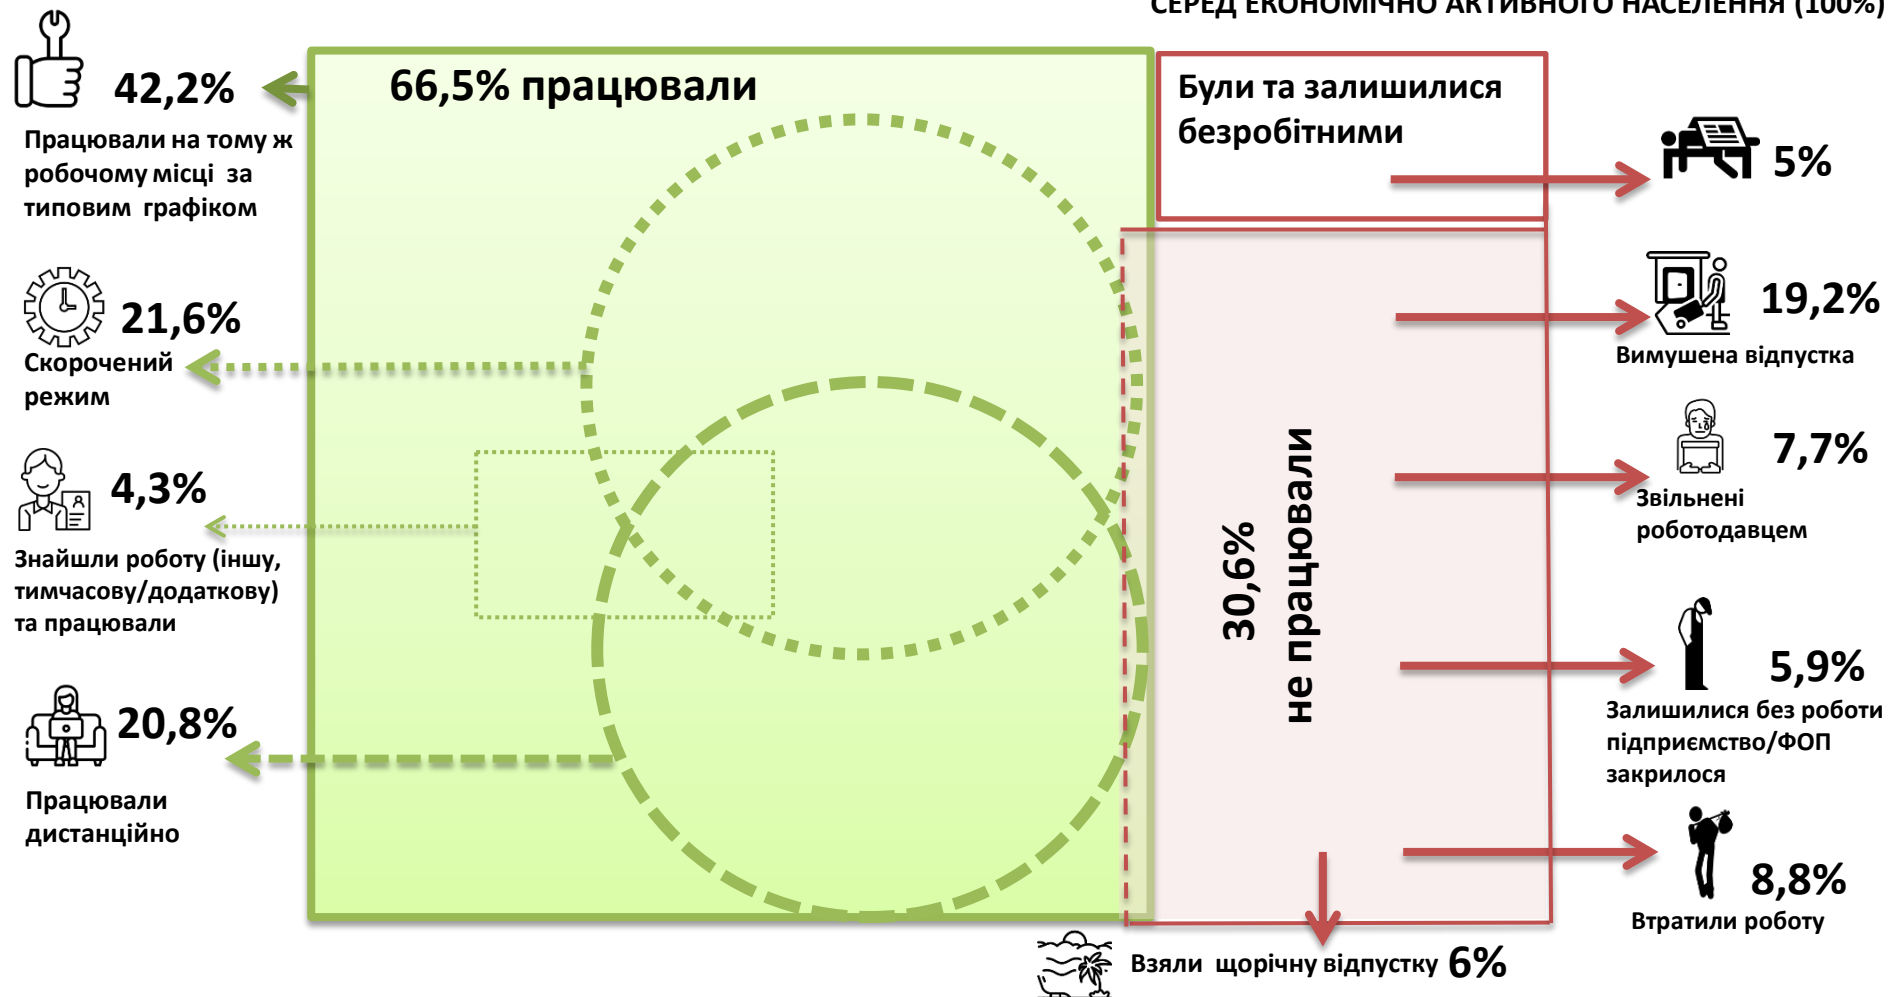 СЕРЕД ЕКОНОМІЧНО АКТИВНОГО НАСЕЛЕННЯ (100%)
42,2%
Працювали на тому ж
робочому місці за
типовим графіком
21,6%
Скорочений
режим
4,3%
Знайшли роботу (іншу,
тимчасову/додаткову)
та працювали
20,8%
Працювали
дистанційно
66,5% працювали
Були та залишилися
безробітними
30,6%
не працювали
5%
19,2%
Вимушена відпустка
7,7%
Звільнені
роботодавцем
5,9%
Залишилися без роботи
підприємство/ФОП
закрилося
8,8%
Втратили роботу
Взяли щорічну відпустку 6%